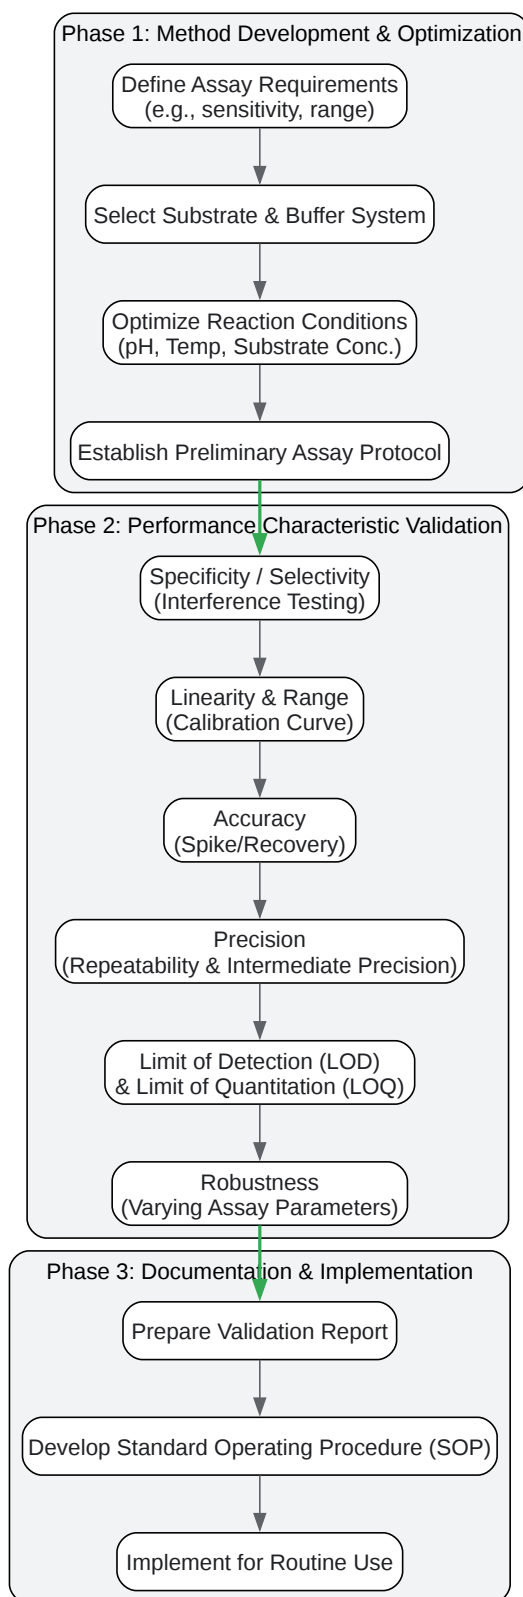 Phase 1: Method Development & Optimization
Define Assay Requirements
(e.g., sensitivity, range)
Select Substrate & Buffer System
Optimize Reaction Conditions
(pH, Temp, Substrate Conc.)
Establish Preliminary Assay Protocol
Phase 2: Performance Characteristic Validation
Specificity / Selectivity
(Interference Testing)
Linearity & Range
(Calibration Curve)
Accuracy
(Spike/Recovery)
Precision
(Repeatability & Intermediate Precision)
Limit of Detection (LOD)
& Limit of Quantitation (LOQ)
Robustness
(Varying Assay Parameters)
Phase 3: Documentation & Implementation
Prepare Validation Report
Develop Standard Operating Procedure (SOP)
Implement for Routine Use